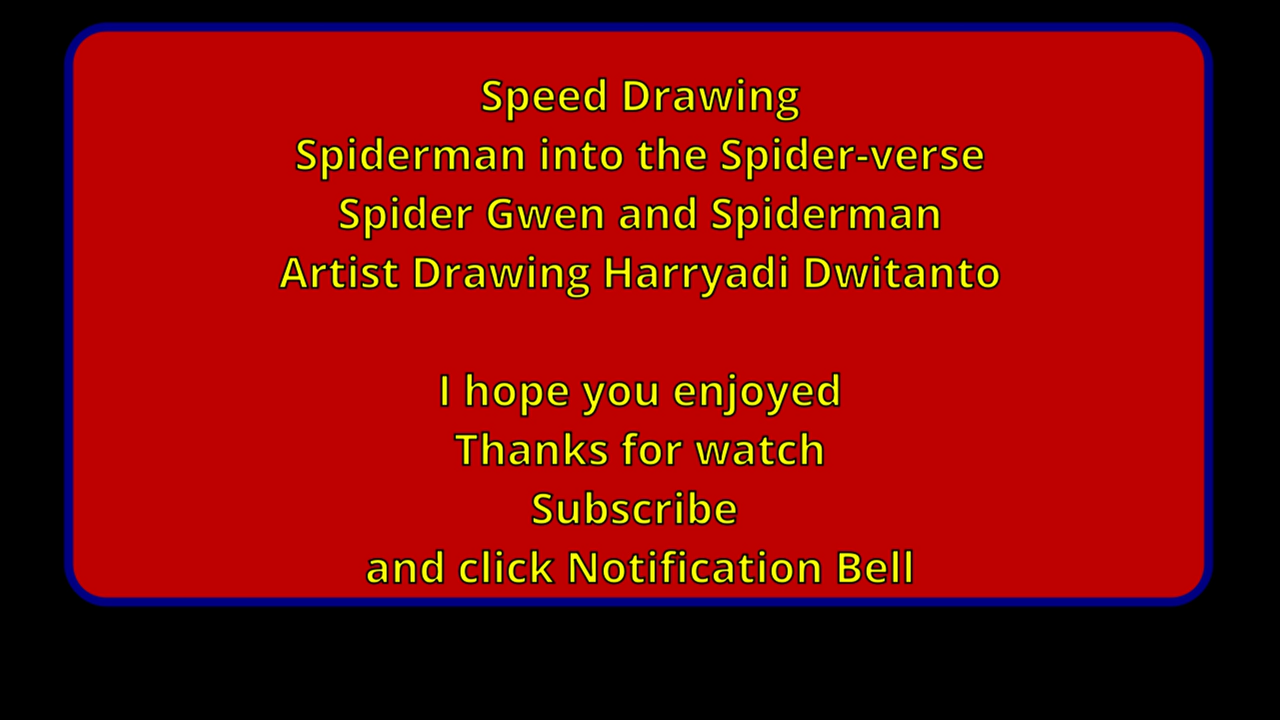 Speed Drawing
Spiderman into the Spider-verse
Spider Gwen and Spiderman
Artist Drawing Harryadi Dwitanto
I hope you enjoyed
Thanks for watch
Subscribe
and click Notification Bell